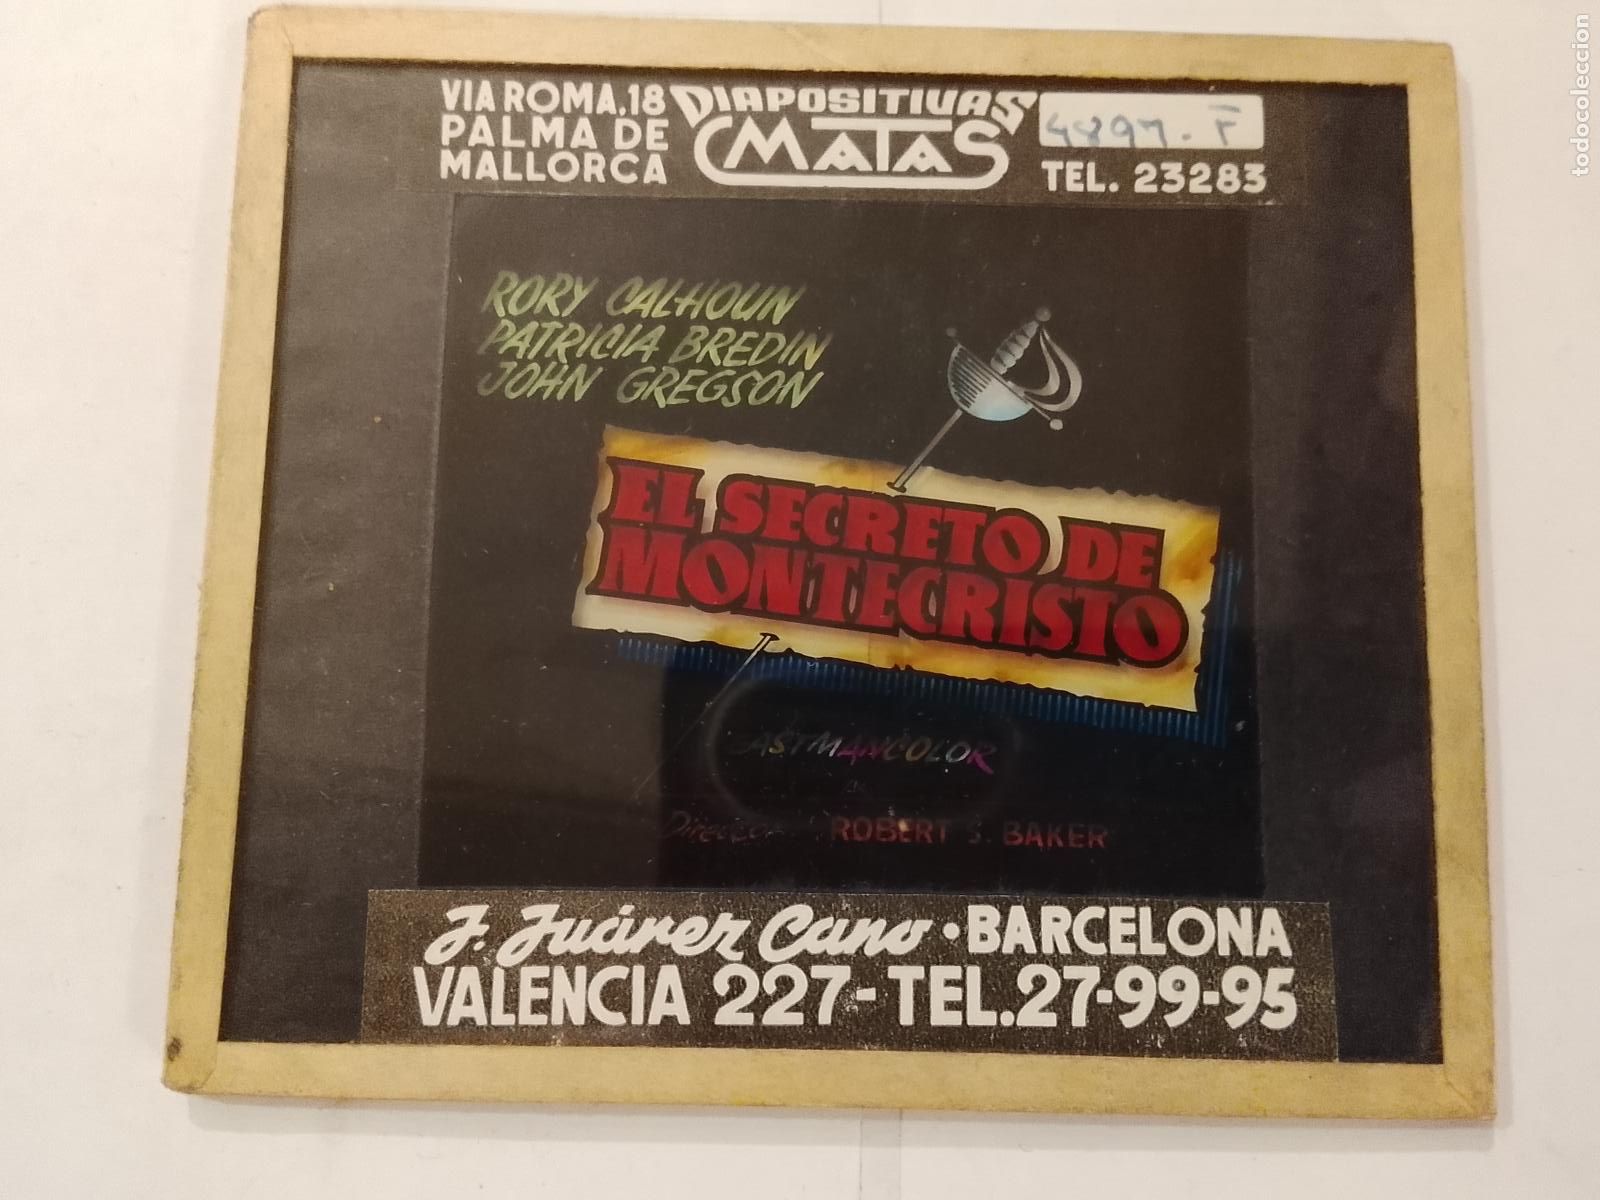 VIA ROMA, 18
PALMA DE
MALLORCA
DIAPOSITIVAS
MATAS
TEL. 23283
RORY CALHOUN
PATRICIA BREDIN
JOHN GREGSON
EL SECRETO DE
MONTECRISTO
EASTMANCOLOR
ROBERT S. BAKER
J. Juárez Cano · BARCELONA
VALENCIA 227 - TEL. 27-99-95
todocoleccion